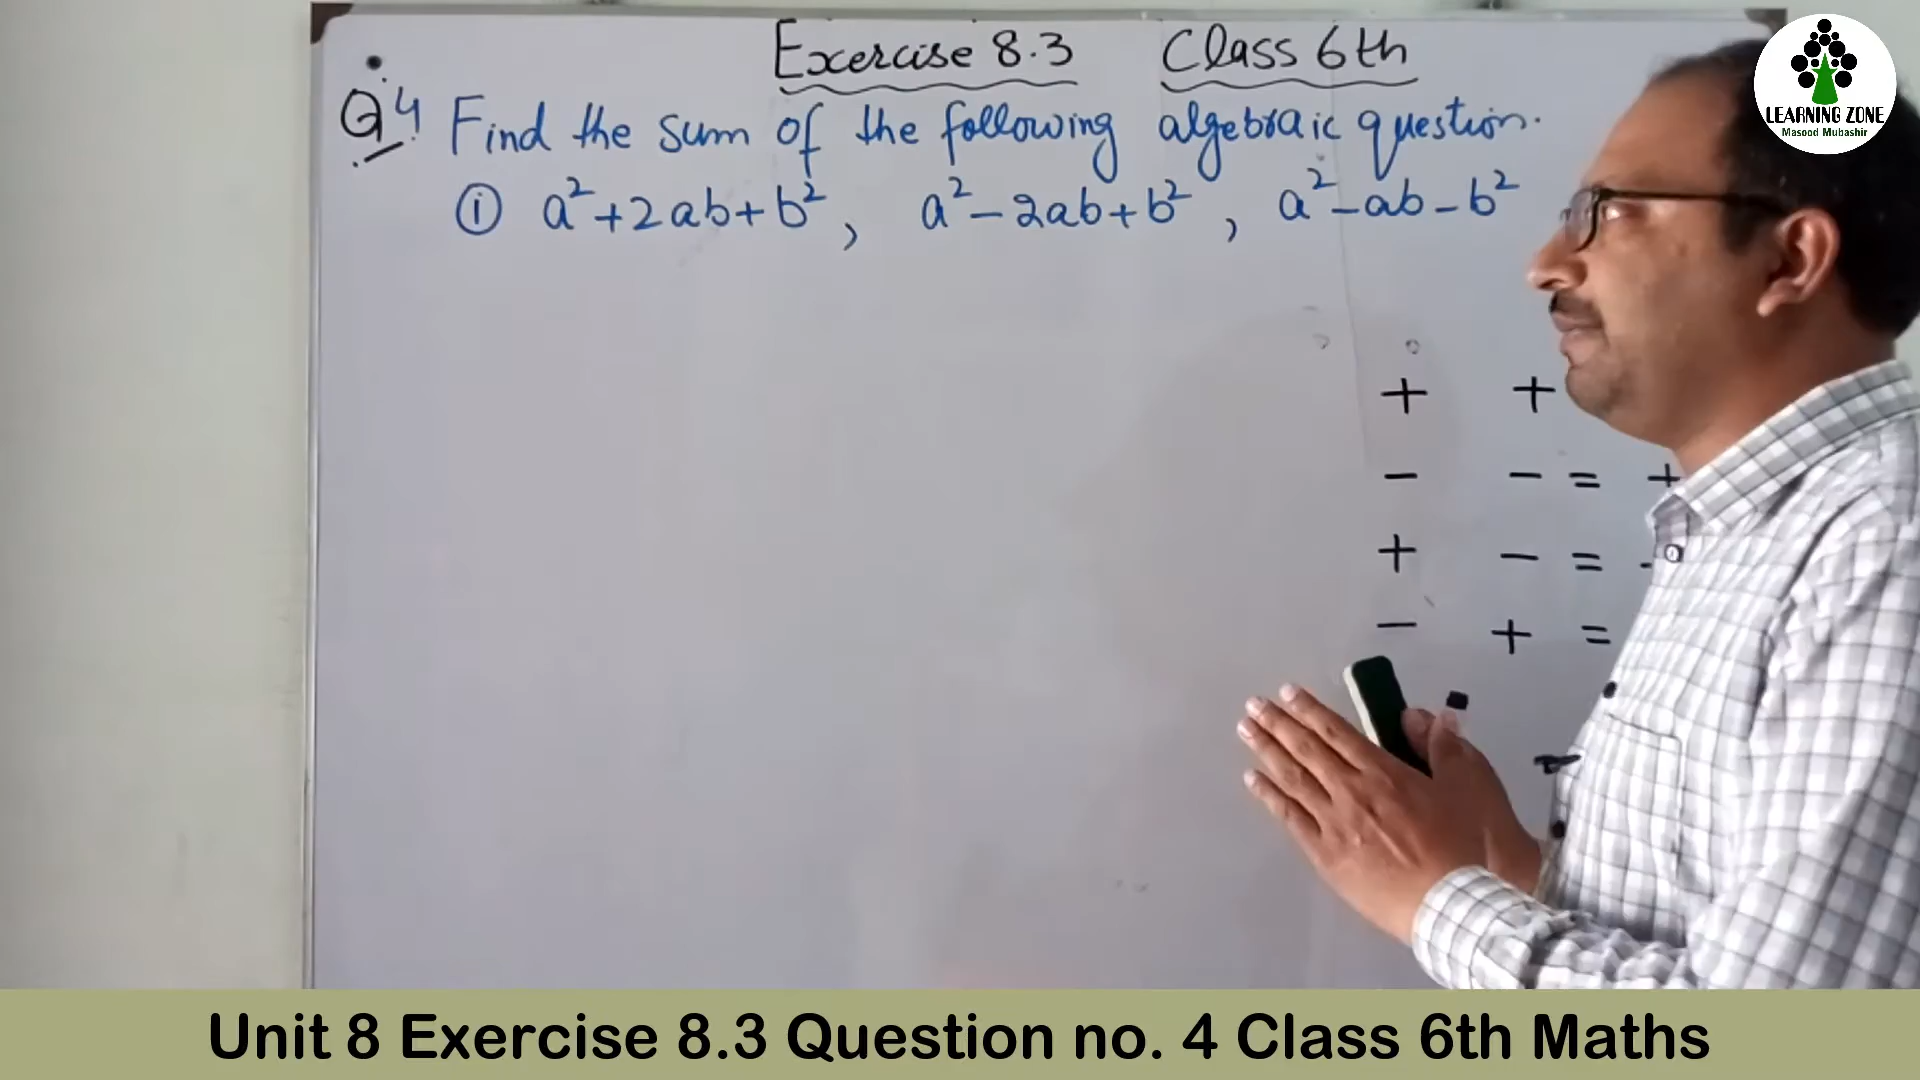 Exercise 8.3 Class 6th
Q4 Find the sum of the following algebraic question.
(i) a²+2ab+b², a²-2ab+b², a²-ab-b²
+ +
- - = +
+ - = -
- + =
LEARNING ZONE
Masood Mubashir
Unit 8 Exercise 8.3 Question no. 4 Class 6th Maths